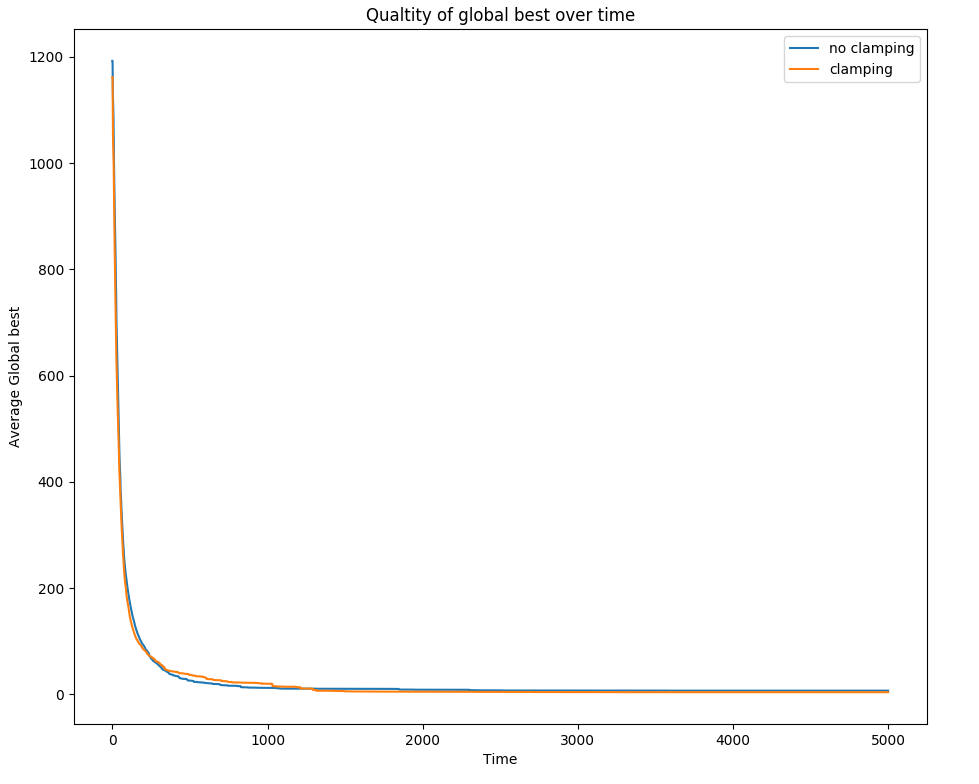 Qualtity of global best over time
no clamping
clamping
1200
1000
800
600
400
200
0
Average Global best
0 1000 2000 3000 4000 5000
Time